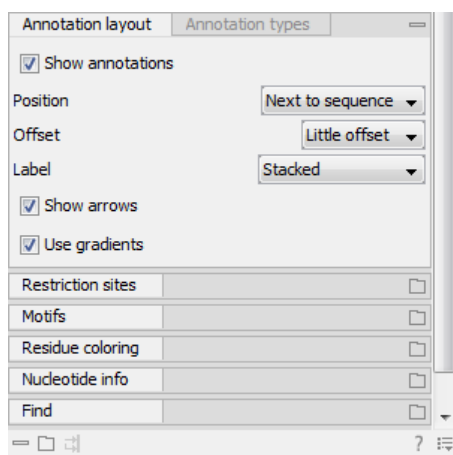 Annotation layout Annotation types
Show annotations
Position Next to sequence
Offset Little offset
Label Stacked
Show arrows
Use gradients
Restriction sites
Motifs
Residue coloring
Nucleotide info
Find
?